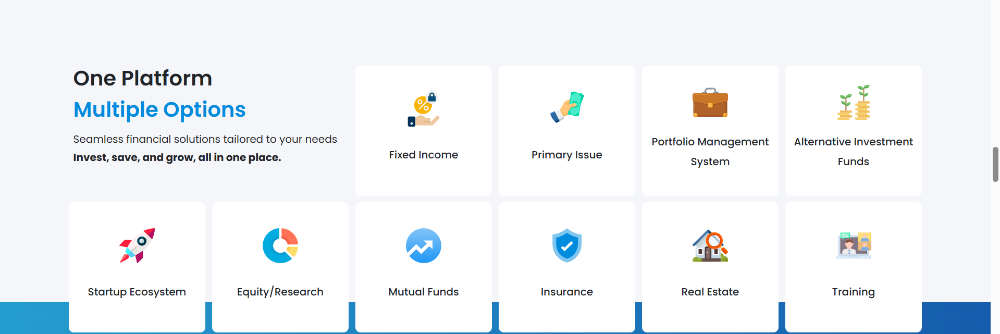 One Platform
Multiple Options
Seamless financial solutions tailored to your needs
Invest, save, and grow, all in one place.
Fixed Income
Primary Issue
Portfolio Management
System
Alternative Investment
Funds
Startup Ecosystem
Equity/Research
Mutual Funds
Insurance
Real Estate
Training